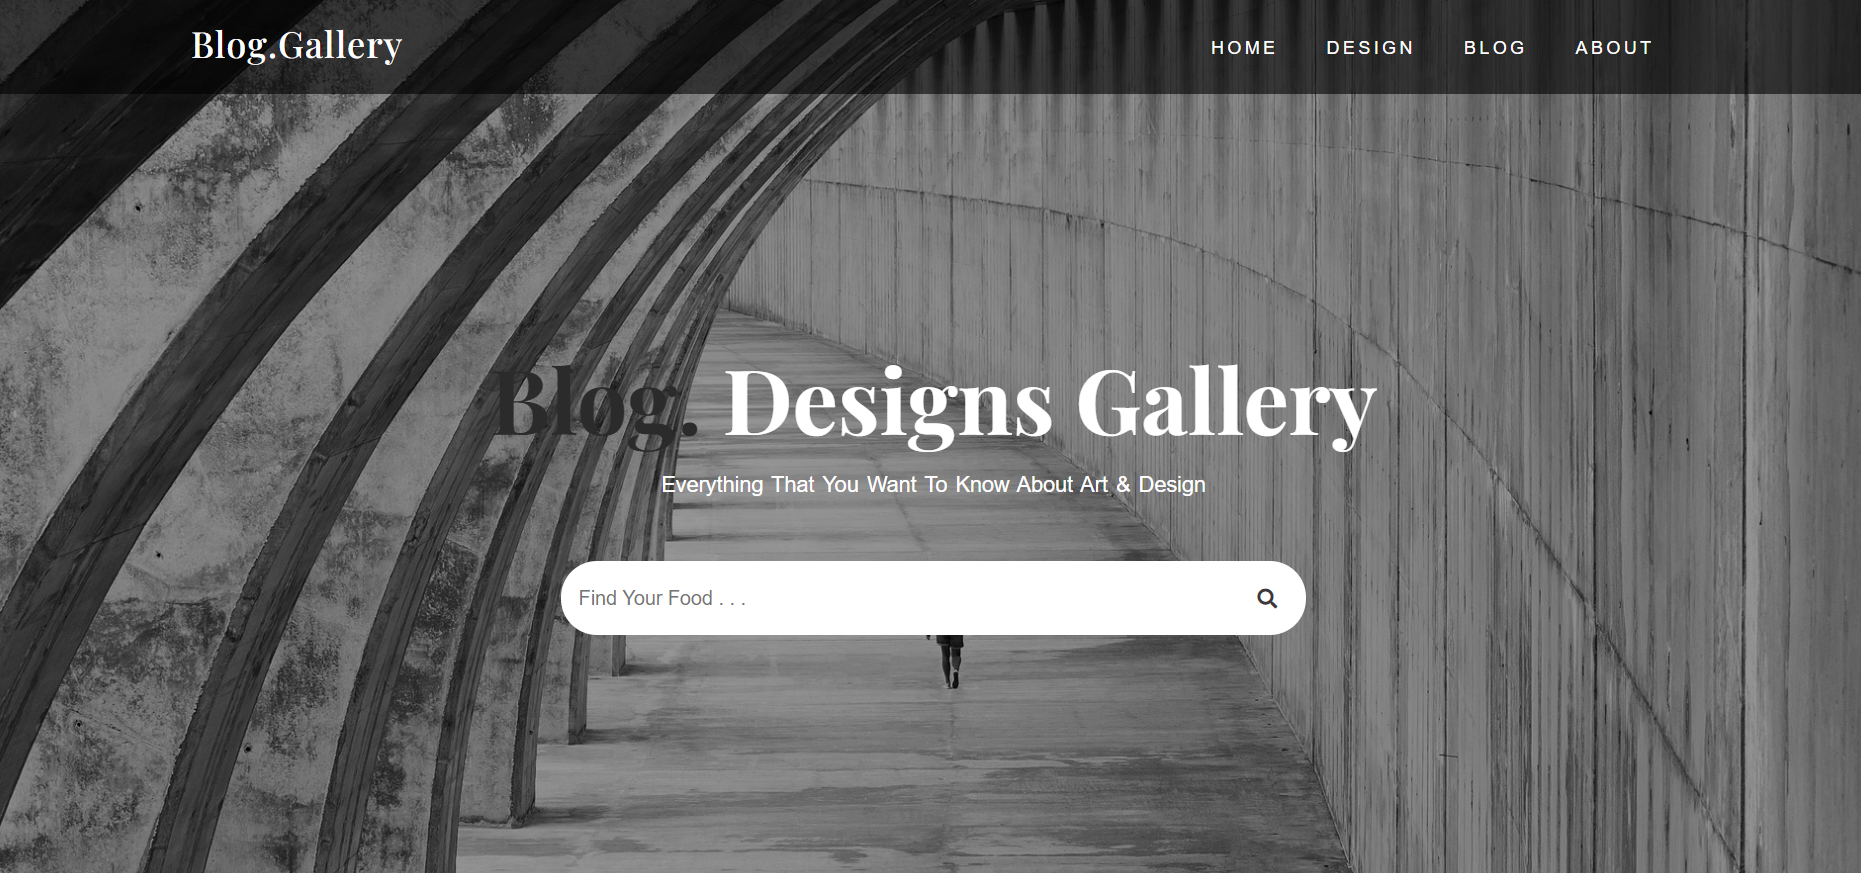 Blog.Gallery
HOME DESIGN BLOG ABOUT
Blog. Designs Gallery
Everything That You Want To Know About Art & Design
Find Your Food . . .